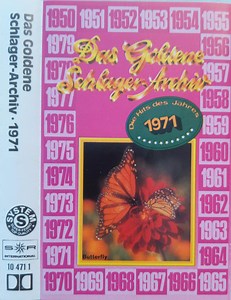 Das Goldene
Schlager-Archiv · 1971
SYSTEM
S
INTERNATIONAL
10 471 1
1950 1951 1952 1953 1954 1955
1979 1956
Das Goldene
Schlager-Archiv
1957
1977 1958
Die Hits des Jahres
1971
1976 1959
1975 1960
1974 1961
1973 1962
1972 1963
1971 1964
Butterfly
1970 1969 1968 1967 1966 1965